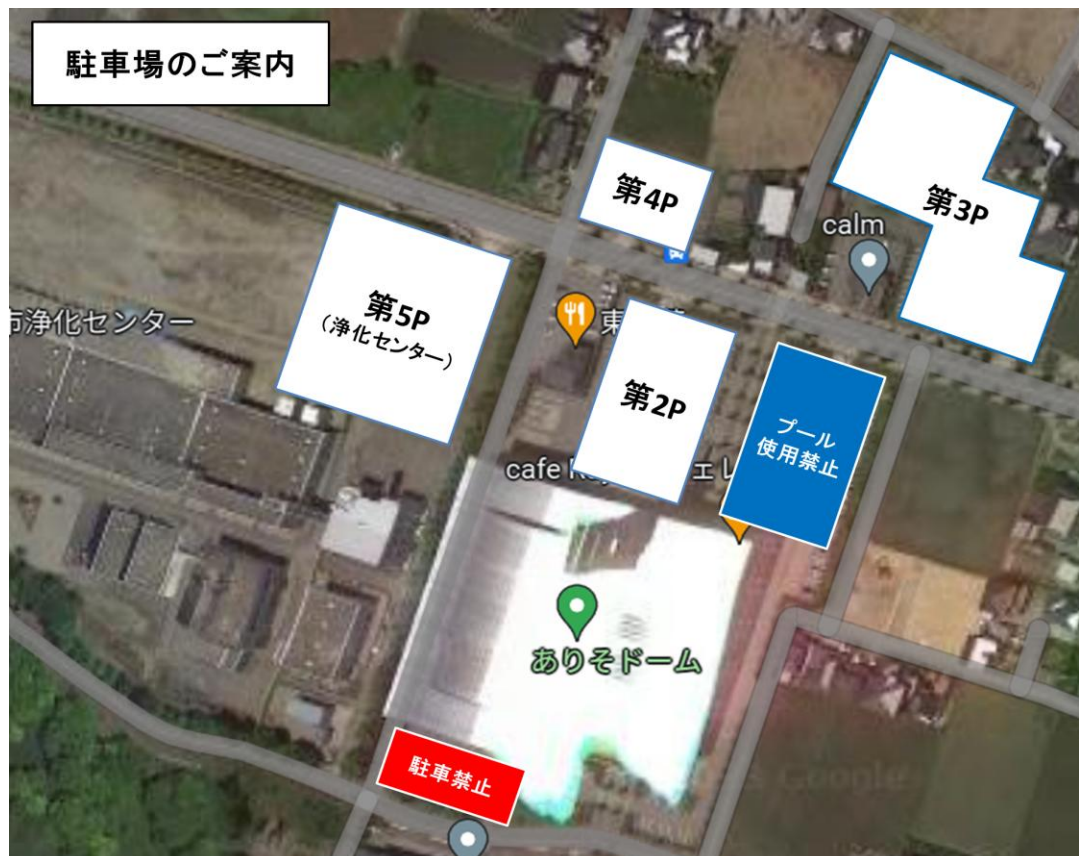 駐車場のご案内
第4P
第3P
calm
第5P
（浄化センター）
市浄化センター
東
第2P
プール
使用禁止
cafe
ェレ
ありそドーム
駐車禁止